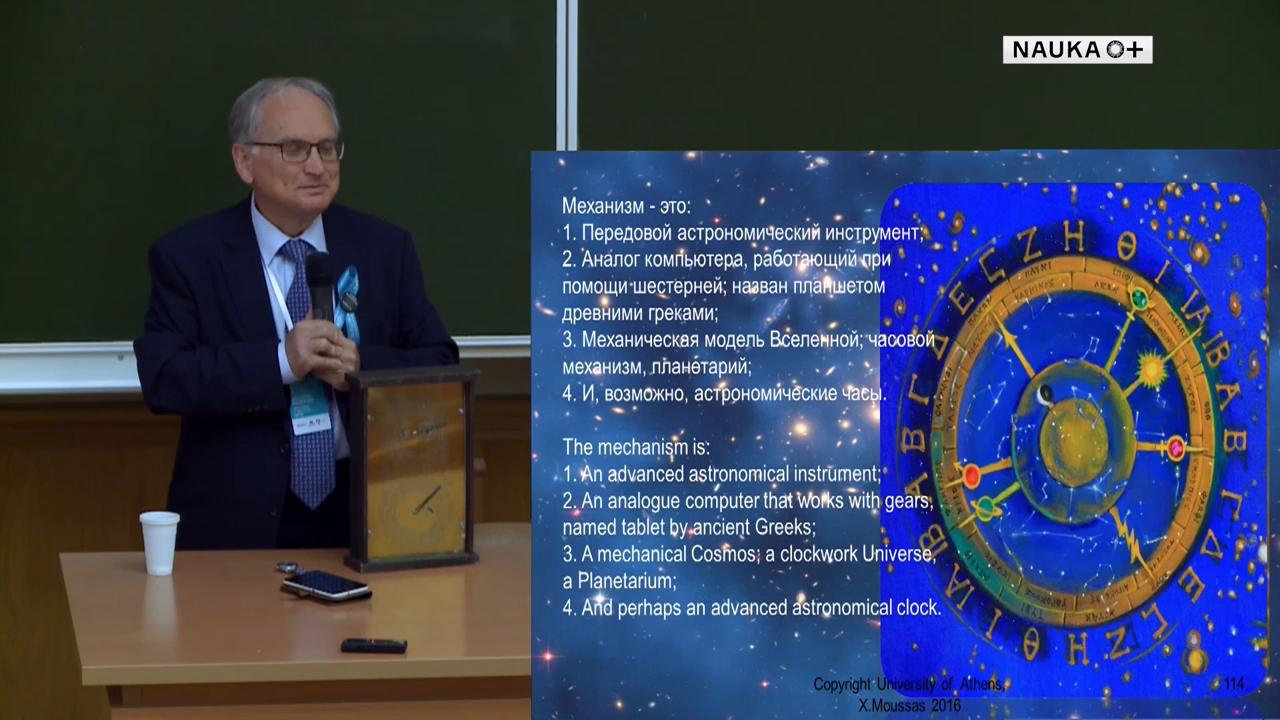 NAUKA 0+
Механизм - это:
1. Передовой астрономический инструмент;
2. Аналог компьютера, работающий при
помощи шестерней; назван планшетом
древними греками;
3. Механическая модель Вселенной; часовой
механизм, планетарий;
4. И, возможно, астрономические часы.
The mechanism is:
1. An advanced astronomical instrument;
2. An analogue computer that works with gears,
named tablet by ancient Greeks;
3. A mechanical Cosmos; a clockwork Universe,
a Planetarium;
4. And perhaps an advanced astronomical clock.
Copyright University of Athens,
X.Moussas 2016
114